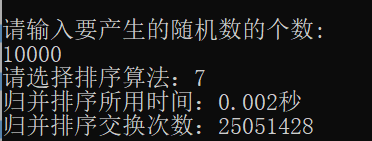 请输入要产生的随机数的个数:
10000
请选择排序算法: 7
归并排序所用时间: 0.002秒
归并排序交换次数: 25051428